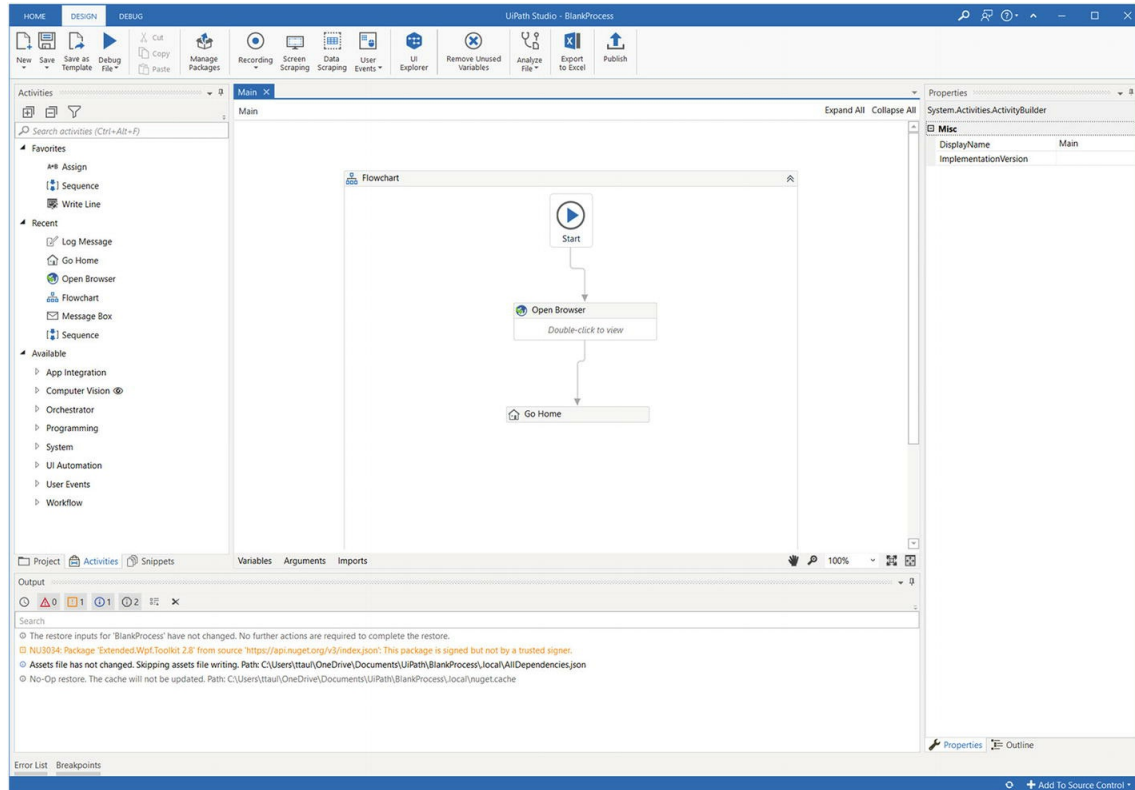 HOME DESIGN DEBUG
UiPath Studio - BlankProcess
New Save Save as Template Debug File
Cut
Copy
Paste
Manage Packages
Recording Screen Scraping Data Scraping User Events
UI Explorer
Remove Unused Variables
Analyze File
Export to Excel
Publish
Activities
Search activities (Ctrl+Alt+F)
Favorites
A+B Assign
Sequence
Write Line
Recent
Log Message
Go Home
Open Browser
Flowchart
Message Box
Sequence
Available
App Integration
Computer Vision
Orchestrator
Programming
System
UI Automation
User Events
Workflow
Project Activities Snippets
Main
Main
Expand All Collapse All
Flowchart
Start
Open Browser
Double-click to view
Go Home
Variables Arguments Imports
100%
Properties
System.Activities.ActivityBuilder
Misc
DisplayName Main
ImplementationVersion
Properties Outline
Output
0 1 1 2
Search
The restore inputs for 'BlankProcess' have not changed. No further actions are required to complete the restore.
NU3034: Package 'Extended.Wpf.Toolkit 2.8' from source 'https://api.nuget.org/v3/index.json': This package is signed but not by a trusted signer.
Assets file has not changed. Skipping assets file writing. Path: C:\Users\ttaul\OneDrive\Documents\UiPath\BlankProcess\.local\AllDependencies.json
No-Op restore. The cache will not be updated. Path: C:\Users\ttaul\OneDrive\Documents\UiPath\BlankProcess\.local\nuget.cache
Error List Breakpoints
Add To Source Control